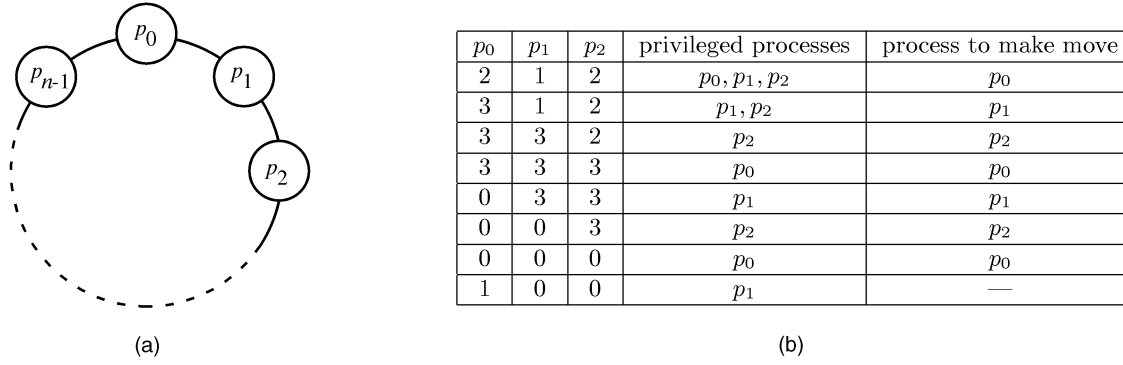 p0
pn-1
p1
p2
(a)
p0 p1 p2 privileged processes process to make move
2 1 2 p0, p1, p2 p0
3 1 2 p1, p2 p1
3 3 2 p2 p2
3 3 3 p0 p0
0 3 3 p1 p1
0 0 3 p2 p2
0 0 0 p0 p0
1 0 0 p1 —
(b)